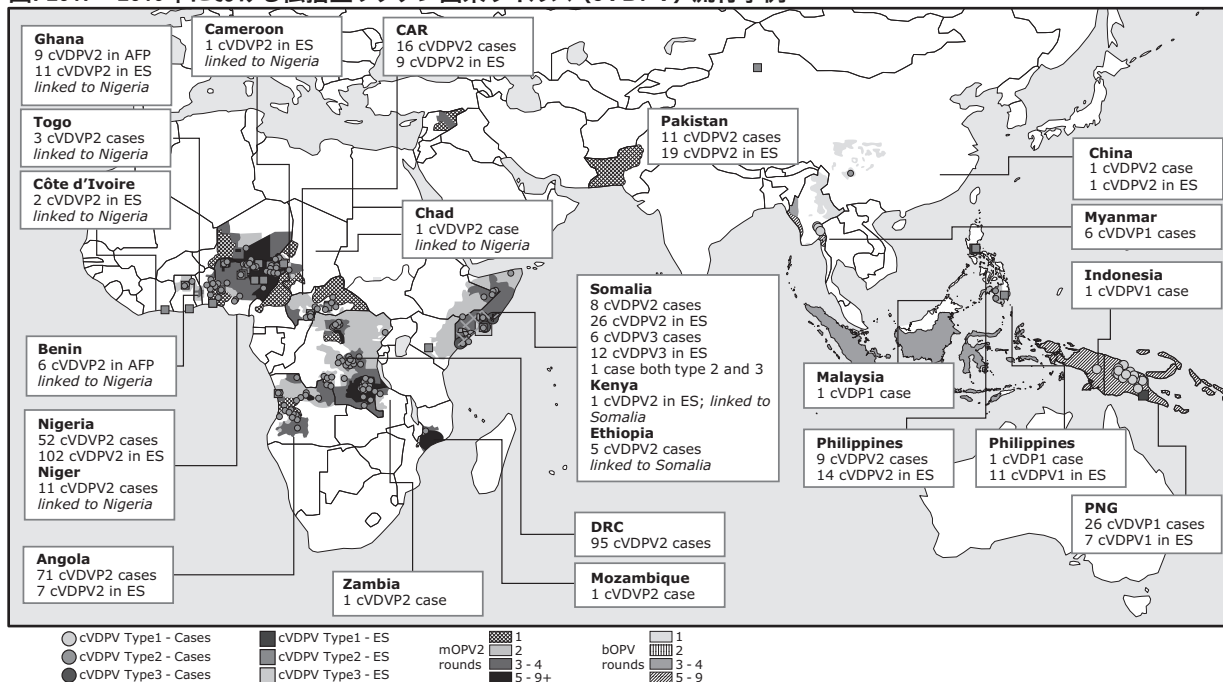 Ghana
9 cVDPV2 in AFP
11 cVDVP2 in ES
linked to Nigeria
Cameroon
1 cVDVP2 in ES
linked to Nigeria
CAR
16 cVDPV2 cases
9 cVDPV2 in ES
Togo
3 cVDVP2 cases
linked to Nigeria
Pakistan
11 cVDPV2 cases
19 cVDPV2 in ES
China
1 cVDPV2 case
1 cVDPV2 in ES
Côte d'Ivoire
2 cVDVP2 in ES
linked to Nigeria
Chad
1 cVDVP2 case
linked to Nigeria
Myanmar
6 cVDVP1 cases
Indonesia
1 cVDPV1 case
Somalia
8 cVDPV2 cases
26 cVDPV2 in ES
6 cVDPV3 cases
12 cVDPV3 in ES
1 case both type 2 and 3
Kenya
1 cVDPV2 in ES; linked to
Somalia
Ethiopia
5 cVDPV2 cases
linked to Somalia
Benin
6 cVDVP2 in AFP
linked to Nigeria
Malaysia
1 cVDP1 case
Nigeria
52 cVDVP2 cases
102 cVDPV2 in ES
Niger
11 cVDPV2 cases
linked to Nigeria
Philippines
9 cVDPV2 cases
14 cVDPV2 in ES
Philippines
1 cVDP1 case
11 cVDPV1 in ES
PNG
26 cVDVP1 cases
7 cVDPV1 in ES
DRC
95 cVDPV2 cases
Angola
71 cVDVP2 cases
7 cVDPV2 in ES
Zambia
1 cVDVP2 case
Mozambique
1 cVDVP2 case
cVDPV Type1 - Cases
cVDPV Type2 - Cases
cVDPV Type3 - Cases
cVDPV Type1 - ES
cVDPV Type2 - ES
cVDPV Type3 - ES
mOPV2
rounds
1
2
3 - 4
5 - 9+
bOPV
rounds
1
2
3 - 4
5 - 9